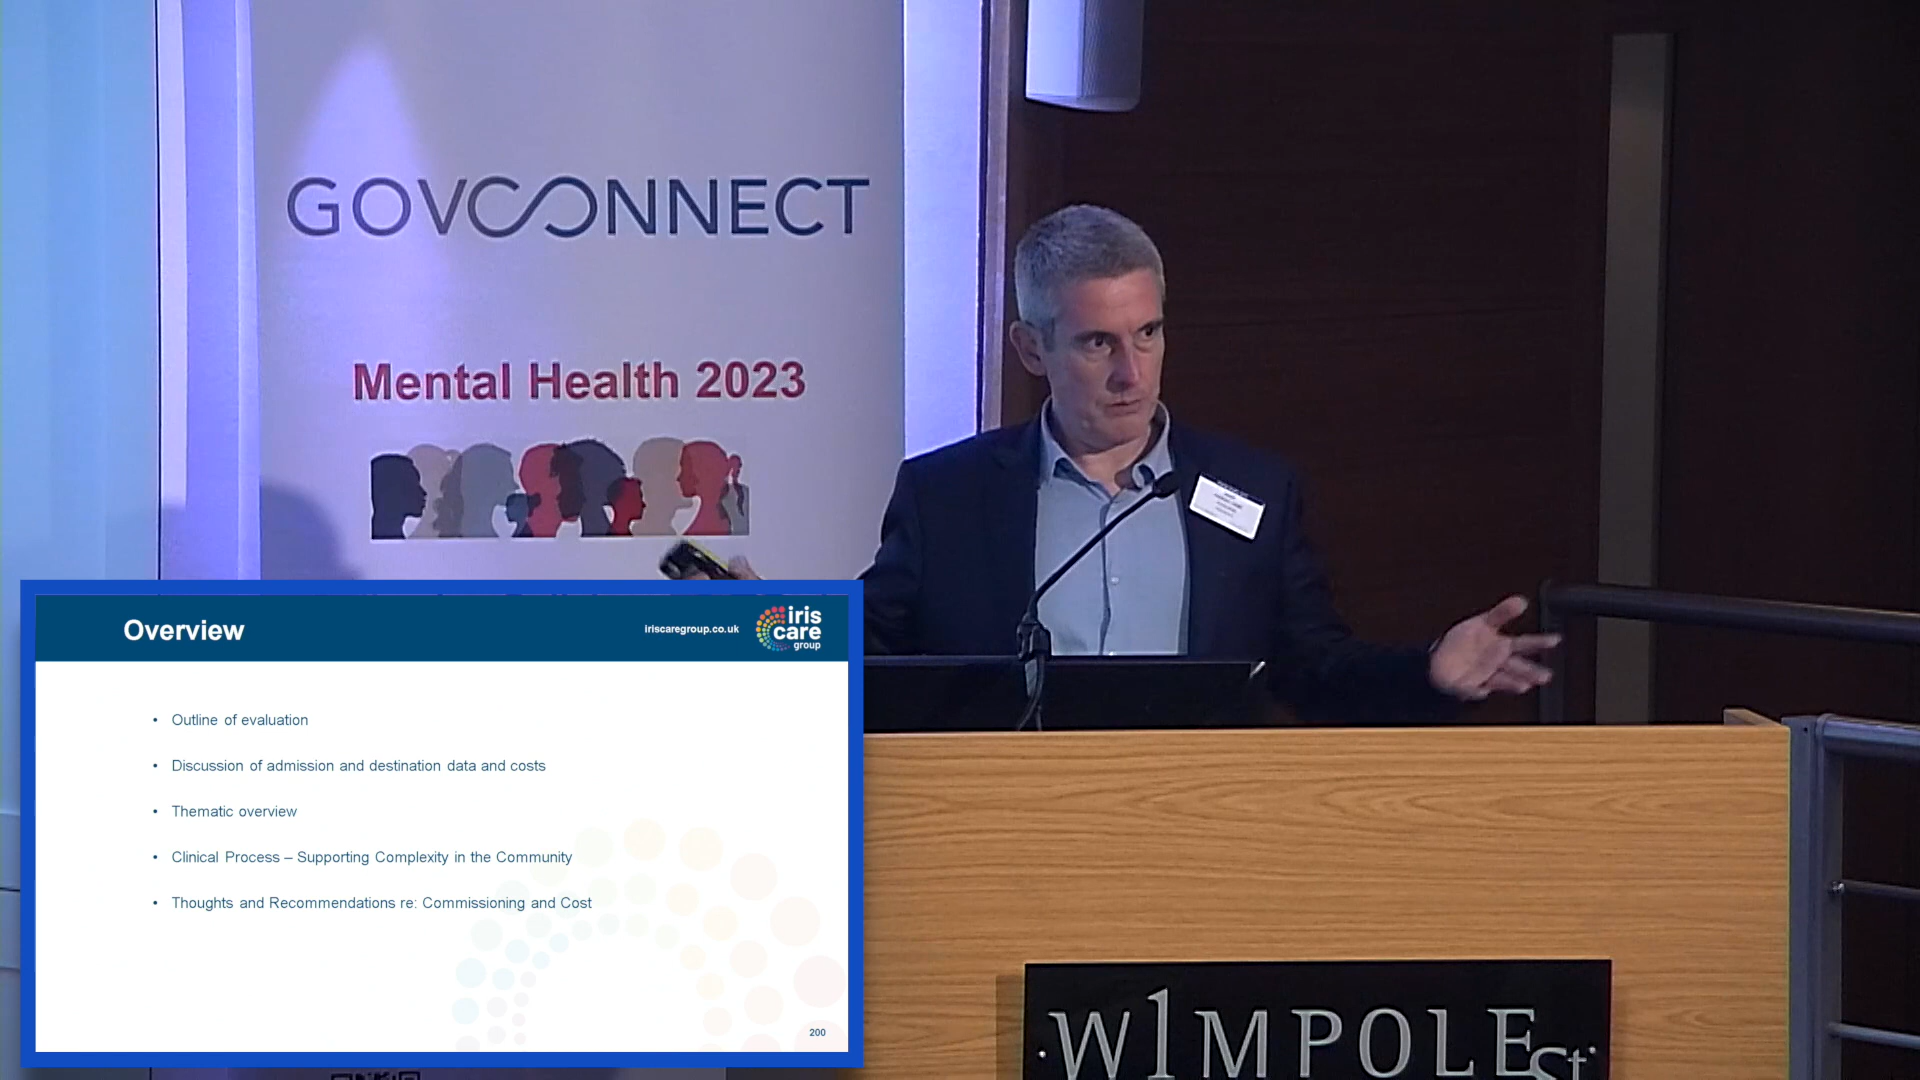 GOVCONNECT
Mental Health 2023
Overview
iriscaregroup.co.uk
iris
care
group
• Outline of evaluation
• Discussion of admission and destination data and costs
• Thematic overview
• Clinical Process – Supporting Complexity in the Community
• Thoughts and Recommendations re: Commissioning and Cost
200
·W1MPOLE St·